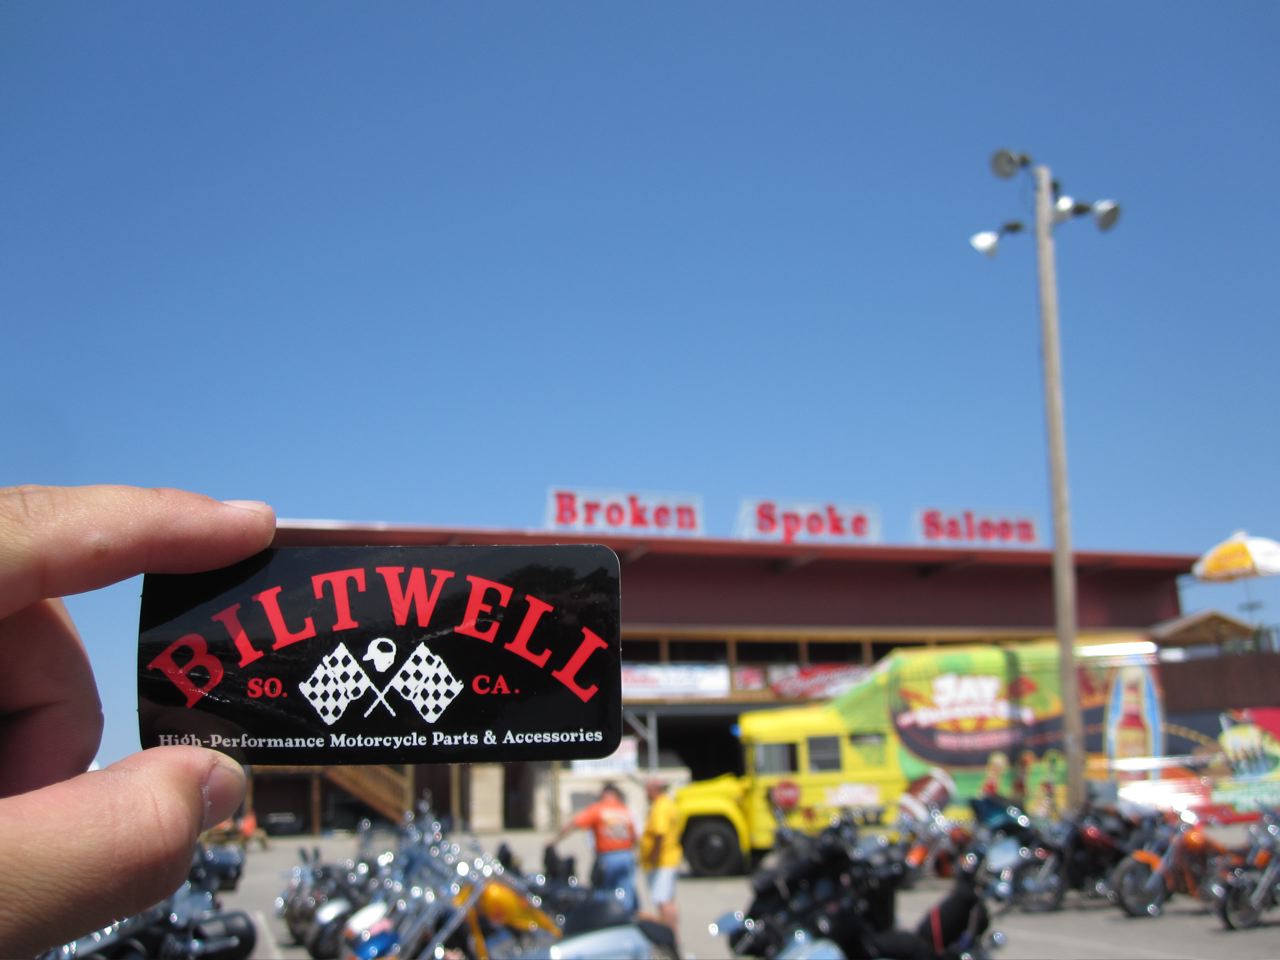 Broken Spoke Saloon
BILTWELL
SO. CA.
High-Performance Motorcycle Parts & Accessories